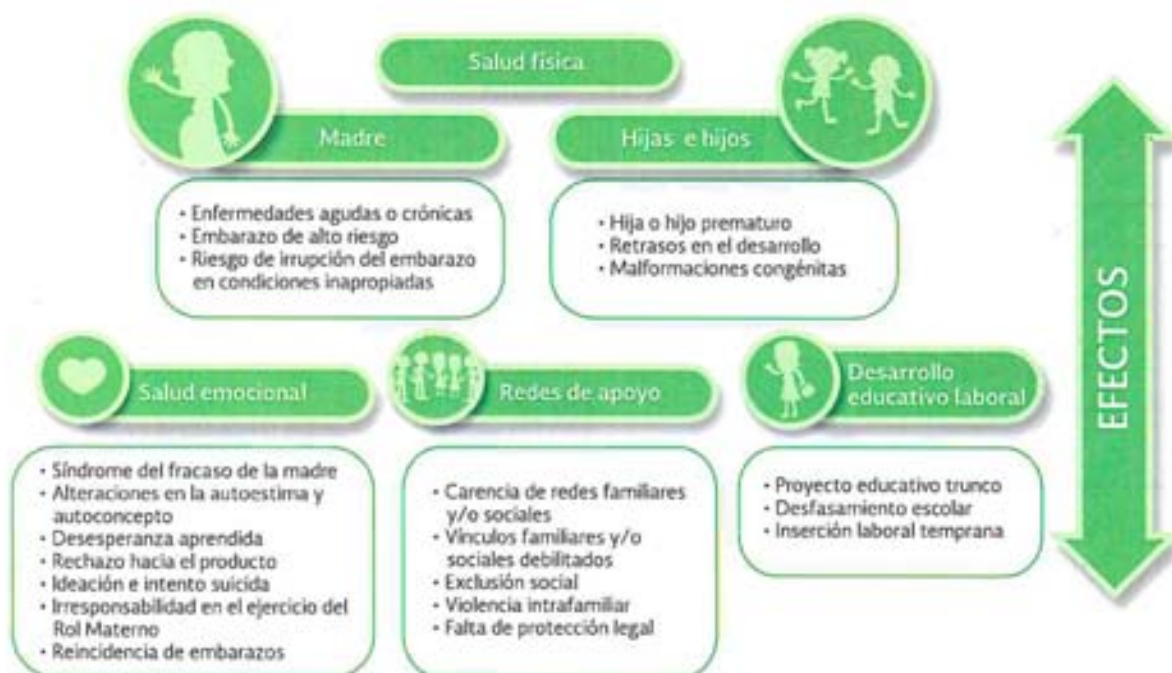 Salud física
Madre
Hijas e hijos
• Enfermedades agudas o crónicas
• Embarazo de alto riesgo
• Riesgo de irrupción del embarazo
en condiciones inapropiadas
• Hija o hijo prematuro
• Retrasos en el desarrollo
• Malformaciones congénitas
EFECTOS
Salud emocional
• Síndrome del fracaso de la madre
• Alteraciones en la autoestima y
autoconcepto
• Desesperanza aprendida
• Rechazo hacia el producto
• Ideación e intento suicida
• Irresponsabilidad en el ejercicio del
Rol Materno
• Reincidencia de embarazos
Redes de apoyo
• Carencia de redes familiares
y/o sociales
• Vínculos familiares y/o
sociales debilitados
• Exclusión social
• Violencia intrafamiliar
• Falta de protección legal
Desarrollo
educativo laboral
• Proyecto educativo trunco
• Desfasamiento escolar
• Inserción laboral temprana